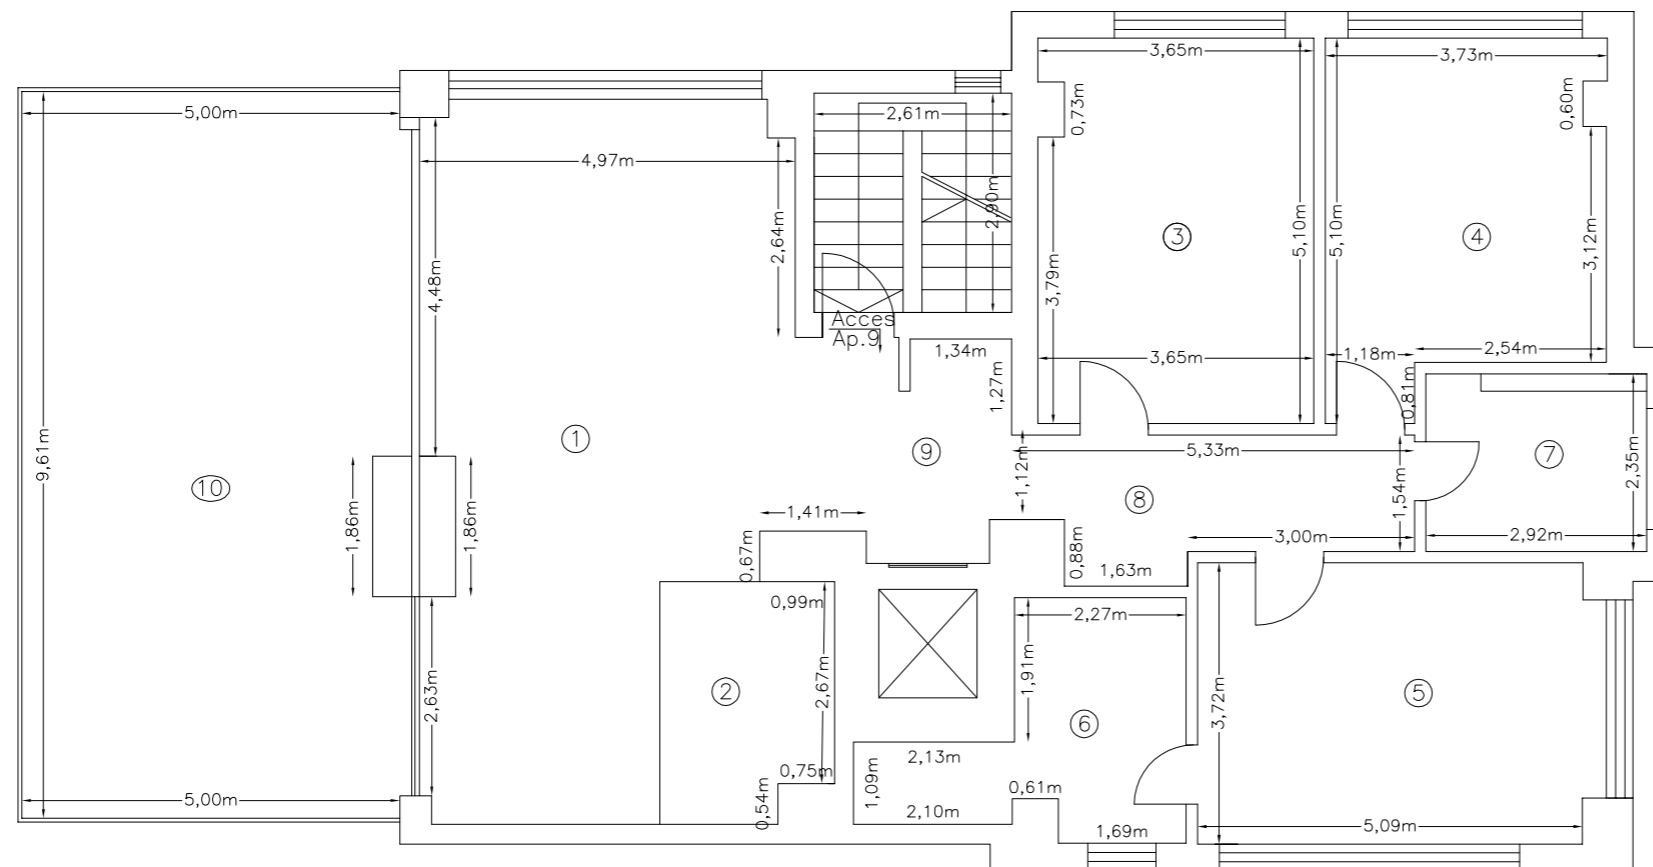 3,65m
3,73m
5,00m
2,61m
0,73m
0,60m
4,97m
2,90m
2,64m
3
4
5,10m
5,10m
3,12m
4,48m
3,79m
Acces
Ap.9
1,34m
3,65m
1,18m
2,54m
1,27m
0,81m
9,61m
1
9
1,12m
5,33m
7
2,35m
10
1,86m
1,86m
8
1,54m
1,41m
3,00m
2,92m
0,67m
0,88m
1,63m
0,99m
2,27m
2,63m
2
2,67m
1,91m
6
3,72m
5
2,13m
0,75m
1,09m
0,61m
5,00m
0,54m
2,10m
1,69m
5,09m